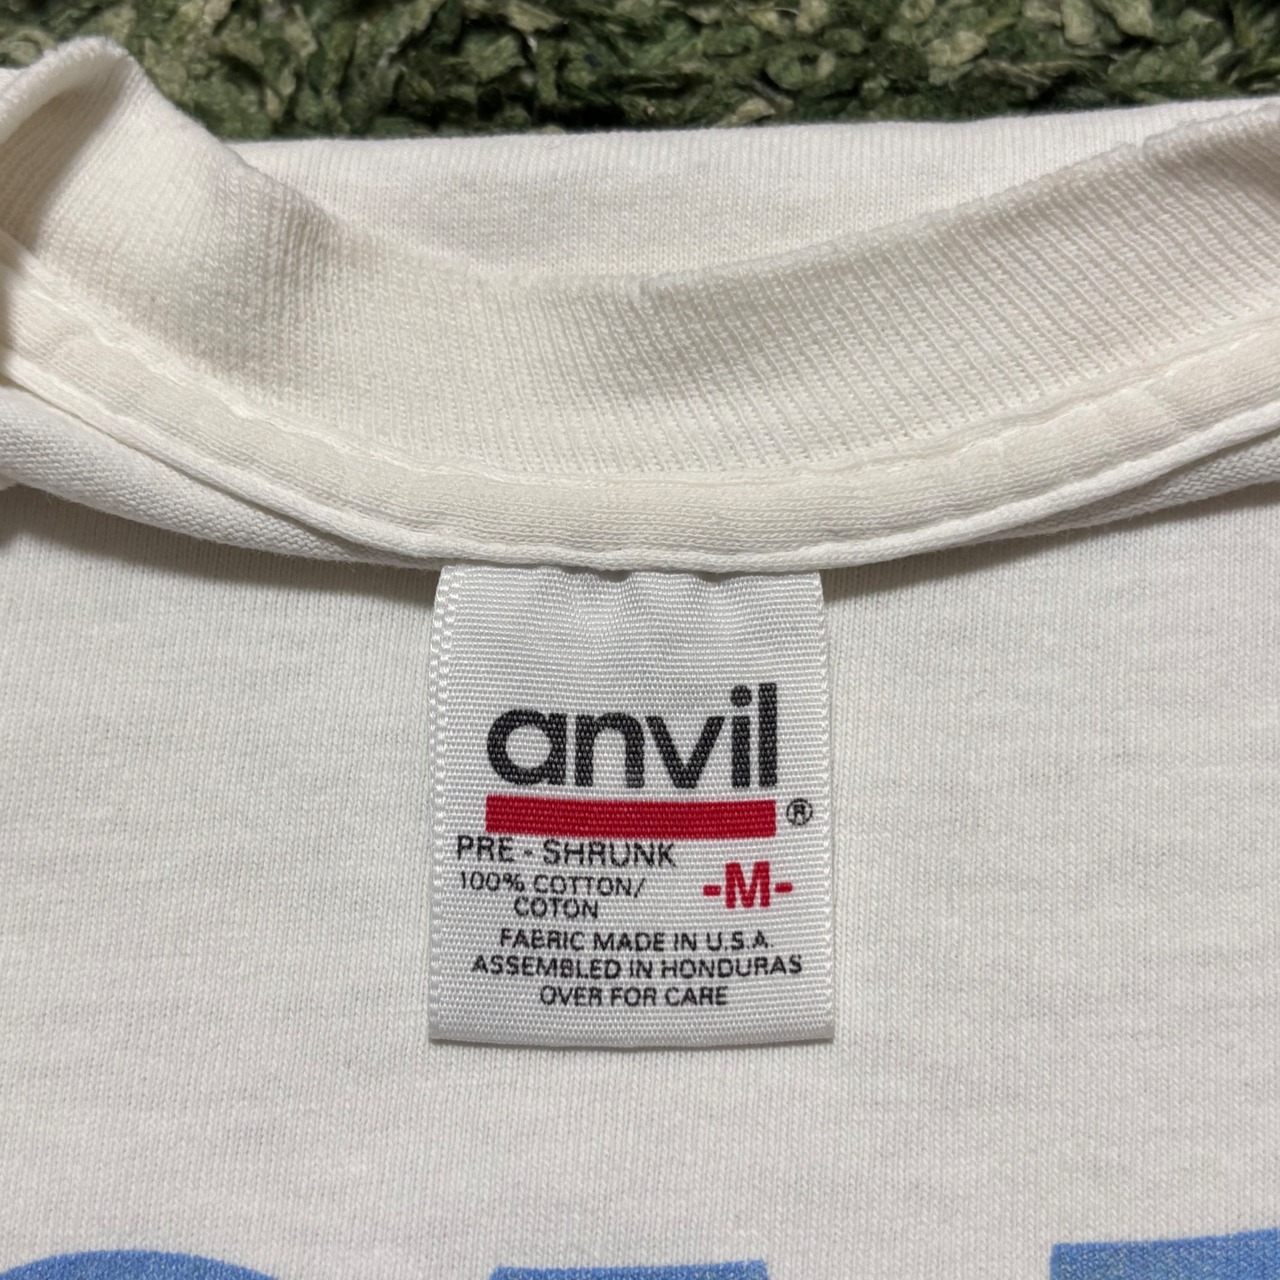 anvil
®
PRE - SHRUNK
100% COTTON/
COTON
-M-
FABRIC MADE IN U.S.A.
ASSEMBLED IN HONDURAS
OVER FOR CARE